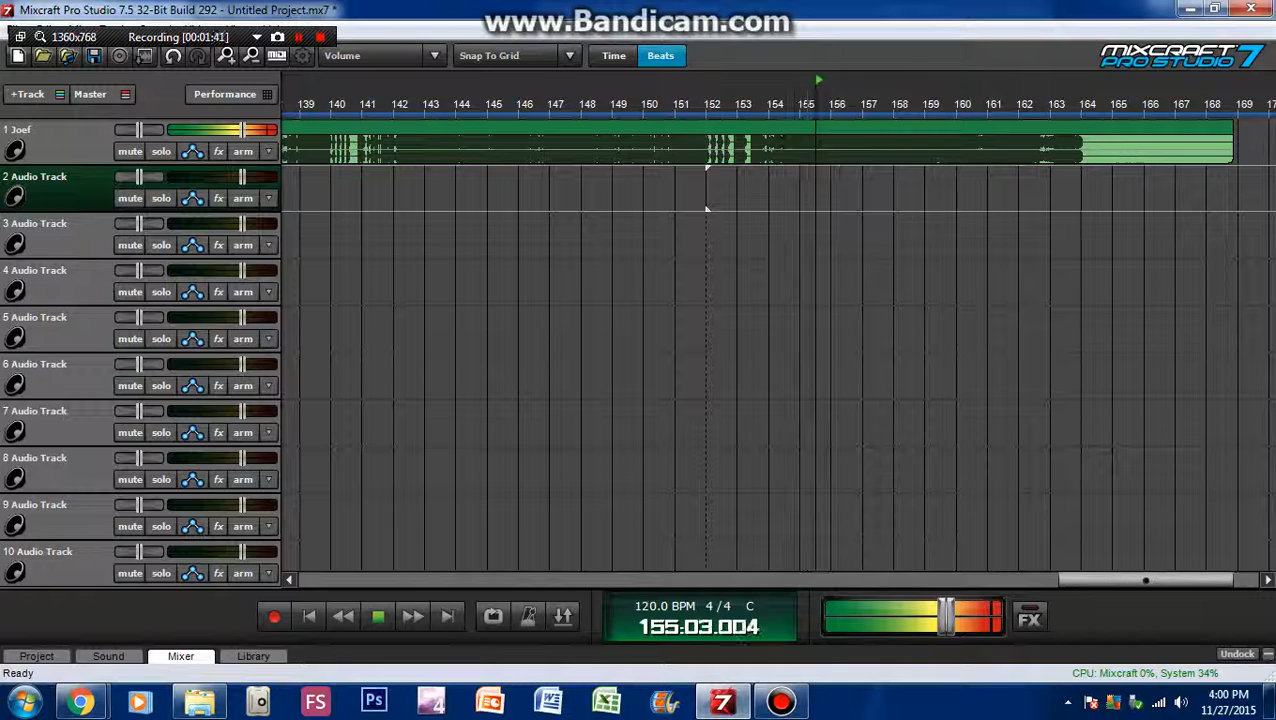 Mixcraft Pro Studio 7.5 32-Bit Build 292 - Untitled Project.mx7 *
www.Bandicam.com
1360x768 Recording [00:01:41]
Volume Snap To Grid Time Beats
MIXCRAFT PRO STUDIO 7
+Track Master Performance
139 140 141 142 143 144 145 146 147 148 149 150 151 152 153 154 155 156 157 158 159 160 161 162 163 164 165 166 167 168 169
1 Joef
mute solo fx arm
2 Audio Track
mute solo fx arm
3 Audio Track
mute solo fx arm
4 Audio Track
mute solo fx arm
5 Audio Track
mute solo fx arm
6 Audio Track
mute solo fx arm
7 Audio Track
mute solo fx arm
8 Audio Track
mute solo fx arm
9 Audio Track
mute solo fx arm
10 Audio Track
mute solo fx arm
120.0 BPM 4 / 4 C
155:03.004
FX
Project Sound Mixer Library Undock
Ready CPU: Mixcraft 0%, System 34%
FS Ps 4 7
4:00 PM
11/27/2015